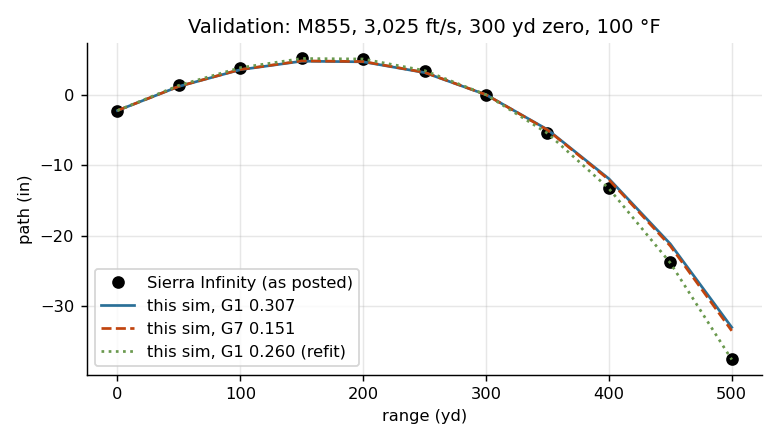 Validation: M855, 3,025 ft/s, 300 yd zero, 100 °F
path (in)
0
−10
−20
−30
Sierra Infinity (as posted)
this sim, G1 0.307
this sim, G7 0.151
this sim, G1 0.260 (refit)
0 100 200 300 400 500
range (yd)